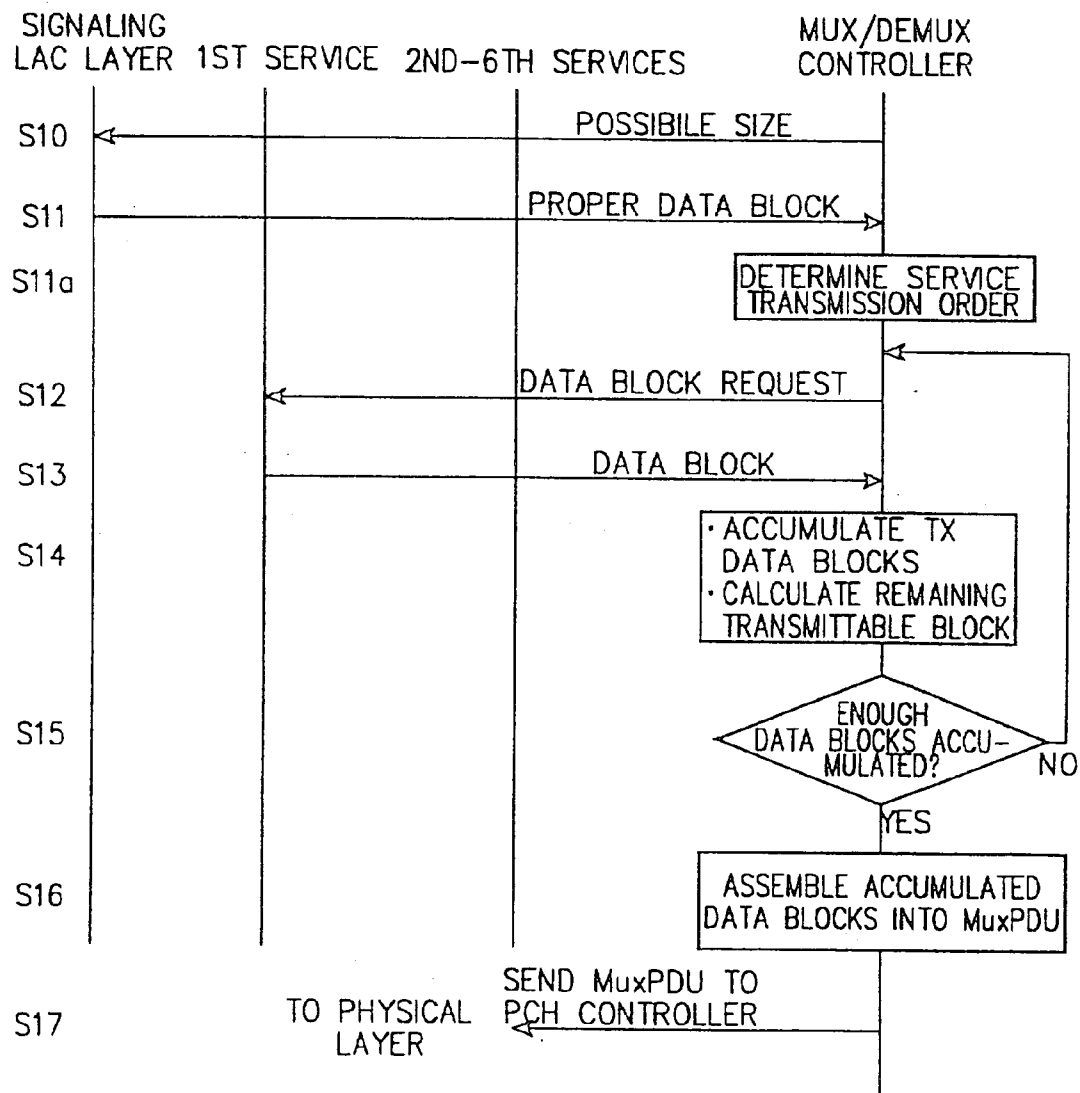 SIGNALING
LAC LAYER 1ST SERVICE 2ND-6TH SERVICES
MUX/DEMUX
CONTROLLER
S10
POSSIBILE SIZE
S11
PROPER DATA BLOCK
S11a
DETERMINE SERVICE
TRANSMISSION ORDER
S12
DATA BLOCK REQUEST
S13
DATA BLOCK
S14
· ACCUMULATE TX
DATA BLOCKS
· CALCULATE REMAINING
TRANSMITTABLE BLOCK
S15
ENOUGH
DATA BLOCKS ACCU-
MULATED?
NO
YES
S16
ASSEMBLE ACCUMULATED
DATA BLOCKS INTO MuxPDU
S17
TO PHYSICAL
LAYER
SEND MuxPDU TO
PCH CONTROLLER